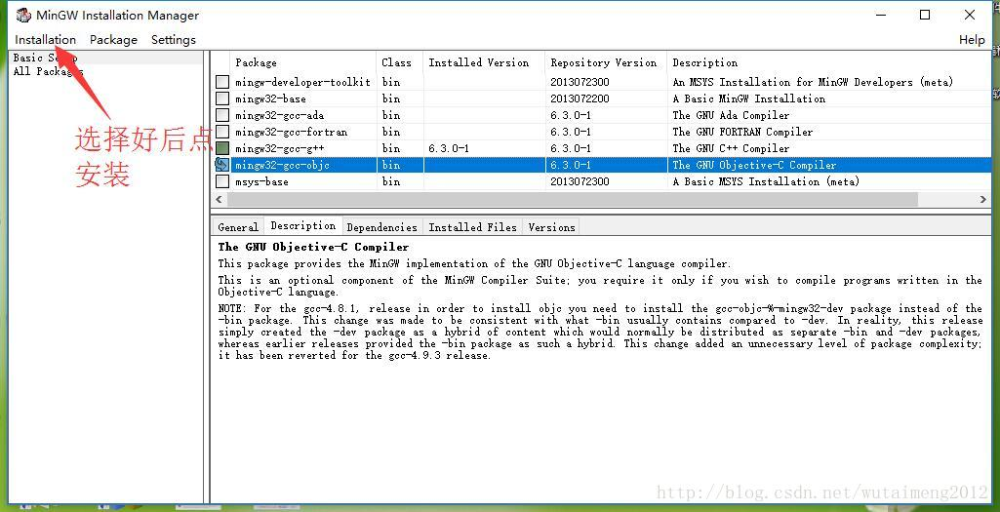 MinGW Installation Manager
Installation Package Settings Help
Basic Setup
All Packages
选择好后点
安装
Package Class Installed Version Repository Version Description
mingw-developer-toolkit bin 2013072300 An MSYS Installation for MinGW Developers (meta)
mingw32-base bin 2013072200 A Basic MinGW Installation
mingw32-gcc-ada bin 6.3.0-1 The GNU Ada Compiler
mingw32-gcc-fortran bin 6.3.0-1 The GNU FORTRAN Compiler
mingw32-gcc-g++ bin 6.3.0-1 6.3.0-1 The GNU C++ Compiler
mingw32-gcc-objc bin 6.3.0-1 The GNU Objective-C Compiler
msys-base bin 2013072300 A Basic MSYS Installation (meta)
General Description Dependencies Installed Files Versions
The GNU Objective-C Compiler
This package provides the MinGW implementation of the GNU Objective-C language compiler.
This is an optional component of the MinGW Compiler Suite; you require it only if you wish to compile programs written in the
Objective-C language.
NOTE: For the gcc-4.8.1, release in order to install objc you need to install the gcc-objc-%-mingw32-dev package instead of the
-bin package. This change was made to be consistent with what -bin usually contains compared to -dev. In reality, this release
simply created the -dev package as a hybrid of content which would normally be distributed as separate -bin and -dev packages,
whereas earlier releases provided the -bin package as such a hybrid. This change added an unnecessary level of package complexity;
it has been reverted for the gcc-4.9.3 release.
http://blog.csdn.net/wutaimeng2012